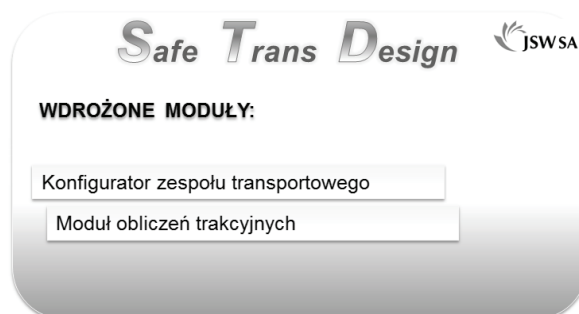 Safe Trans Design
JSW SA
WDROŻONE MODUŁY:
Konfigurator zespołu transportowego
Moduł obliczeń trakcyjnych